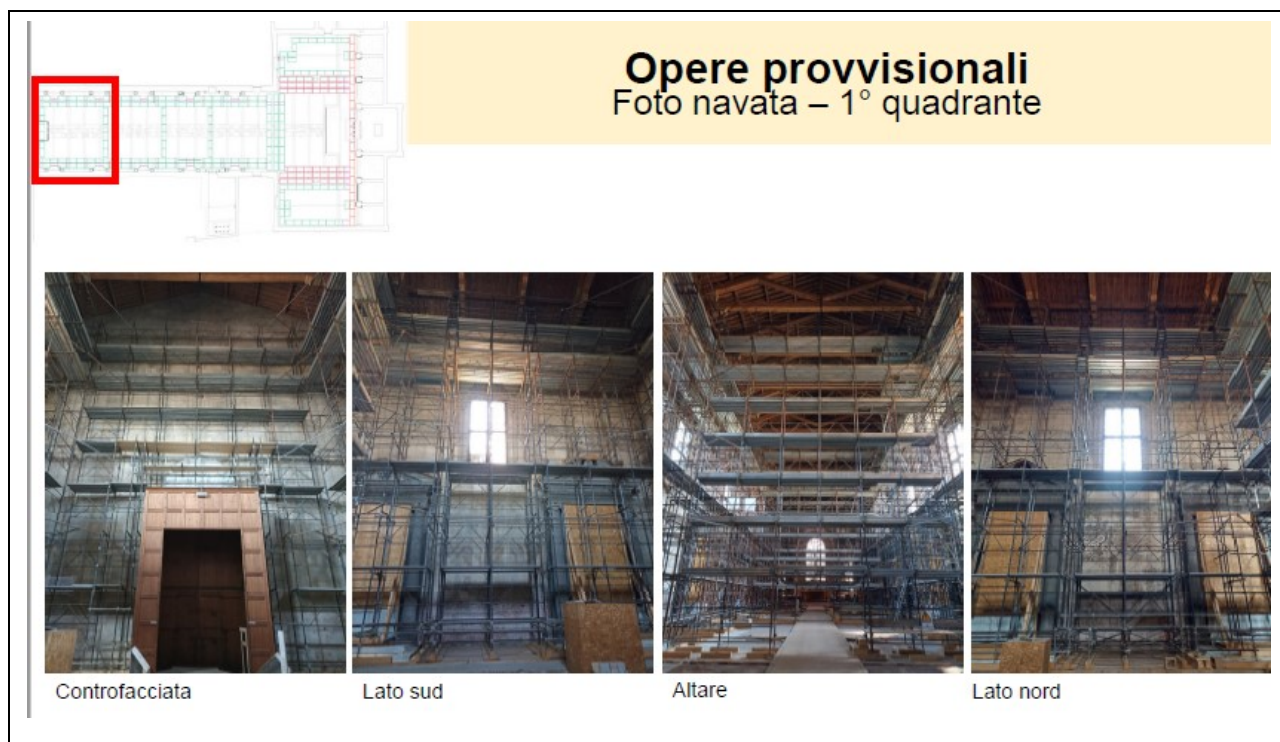 Opere provvisionali
Foto navata – 1° quadrante
Controfacciata
Lato sud
Altare
Lato nord